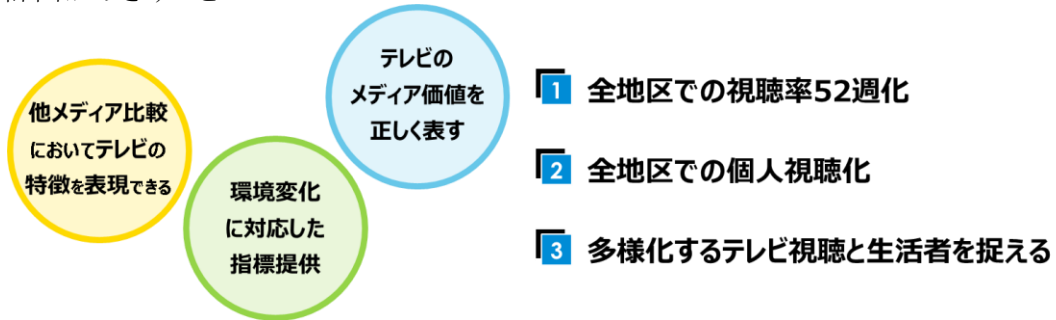 他メディア比較
においてテレビの
特徴を表現できる
環境変化
に対応した
指標提供
テレビの
メディア価値を
正しく表す
1 全地区での視聴率52週化
2 全地区での個人視聴化
3 多様化するテレビ視聴と生活者を捉える